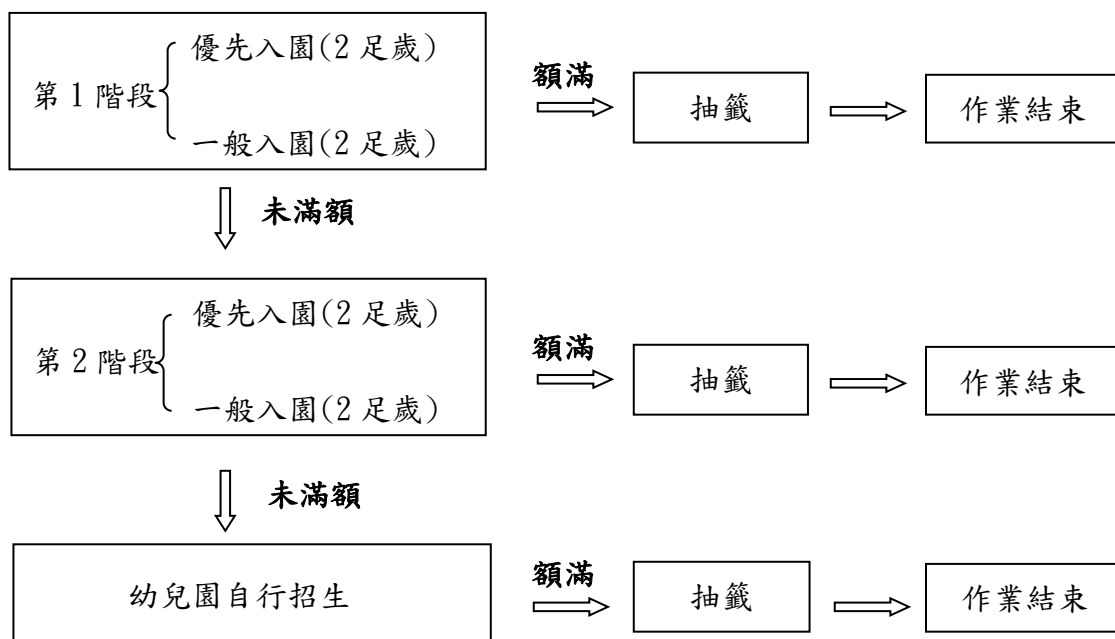 優先入園(2 足歲)
第 1 階段
一般入園(2 足歲)
額滿
抽籤
作業結束
未滿額
優先入園(2 足歲)
第 2 階段
一般入園(2 足歲)
額滿
抽籤
作業結束
未滿額
幼兒園自行招生
額滿
抽籤
作業結束